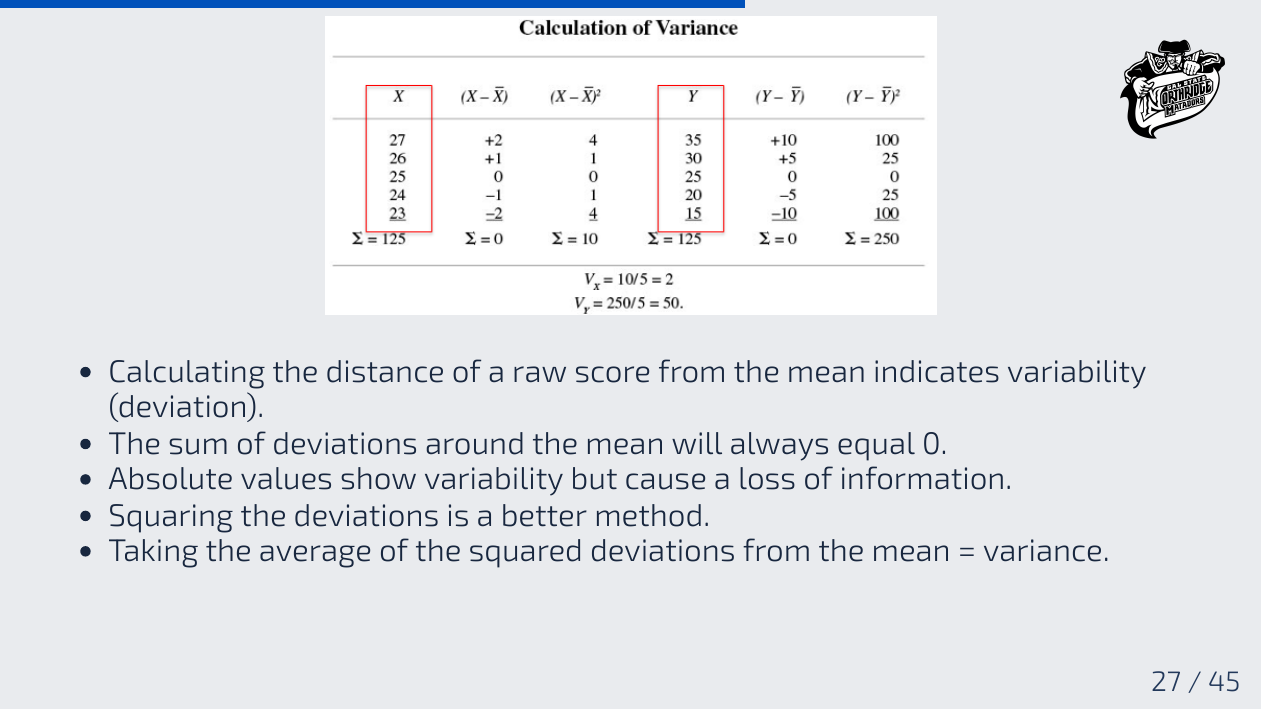 Calculation of Variance
X (X – X̄) (X – X̄)² Y (Y – Ȳ) (Y – Ȳ)²
27 +2 4 35 +10 100
26 +1 1 30 +5 25
25 0 0 25 0 0
24 –1 1 20 –5 25
23 –2 4 15 –10 100
Σ = 125 Σ = 0 Σ = 10 Σ = 125 Σ = 0 Σ = 250
Vₓ = 10/5 = 2
Vᵧ = 250/5 = 50.
CAL STATE
NORTHRIDGE
MATADORS
• Calculating the distance of a raw score from the mean indicates variability
(deviation).
• The sum of deviations around the mean will always equal 0.
• Absolute values show variability but cause a loss of information.
• Squaring the deviations is a better method.
• Taking the average of the squared deviations from the mean = variance.
27 / 45